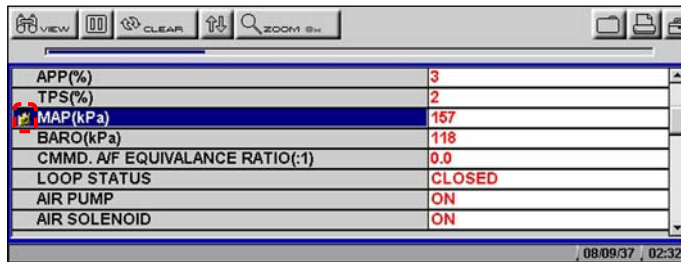 VIEW CLEAR ZOOM 8x
APP(%) 3
TPS(%) 2
MAP(kPa) 157
BARO(kPa) 118
CMMD. A/F EQUIVALANCE RATIO(:1) 0.0
LOOP STATUS CLOSED
AIR PUMP ON
AIR SOLENOID ON
08/09/37 02:32